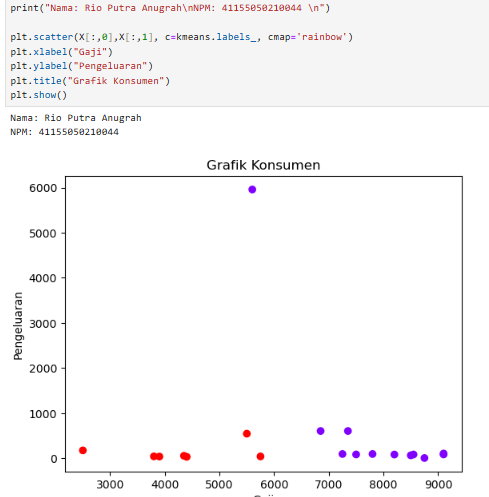 print("Nama: Rio Putra Anugrah\nNPM: 41155050210044 \n")
plt.scatter(X[:,0],X[:,1], c=kmeans.labels_, cmap='rainbow')
plt.xlabel("Gaji")
plt.ylabel("Pengeluaran")
plt.title("Grafik Konsumen")
plt.show()
Nama: Rio Putra Anugrah
NPM: 41155050210044
Grafik Konsumen
6000
5000
4000
3000
2000
1000
0
Pengeluaran
3000 4000 5000 6000 7000 8000 9000